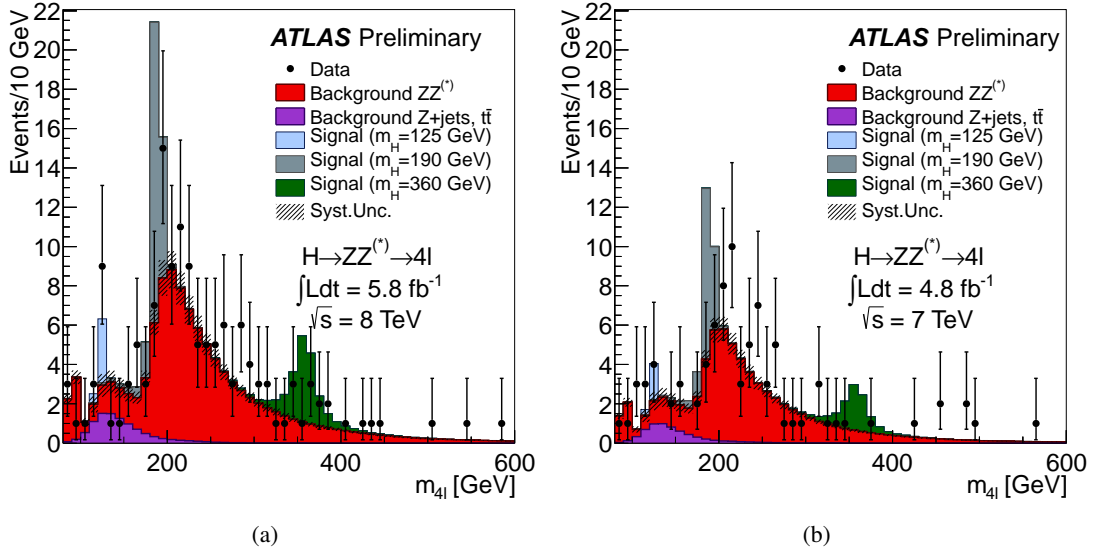 Events/10 GeV
22
20
18
16
14
12
10
8
6
4
2
0
200
400
600
m4l [GeV]
ATLAS Preliminary
Data
Background ZZ(*)
Background Z+jets, tt̄
Signal (mH=125 GeV)
Signal (mH=190 GeV)
Signal (mH=360 GeV)
Syst.Unc.
H→ZZ(*)→4l
∫Ldt = 5.8 fb-1
√s = 8 TeV
(a)
Events/10 GeV
22
20
18
16
14
12
10
8
6
4
2
0
200
400
600
m4l [GeV]
ATLAS Preliminary
Data
Background ZZ(*)
Background Z+jets, tt̄
Signal (mH=125 GeV)
Signal (mH=190 GeV)
Signal (mH=360 GeV)
Syst.Unc.
H→ZZ(*)→4l
∫Ldt = 4.8 fb-1
√s = 7 TeV
(b)